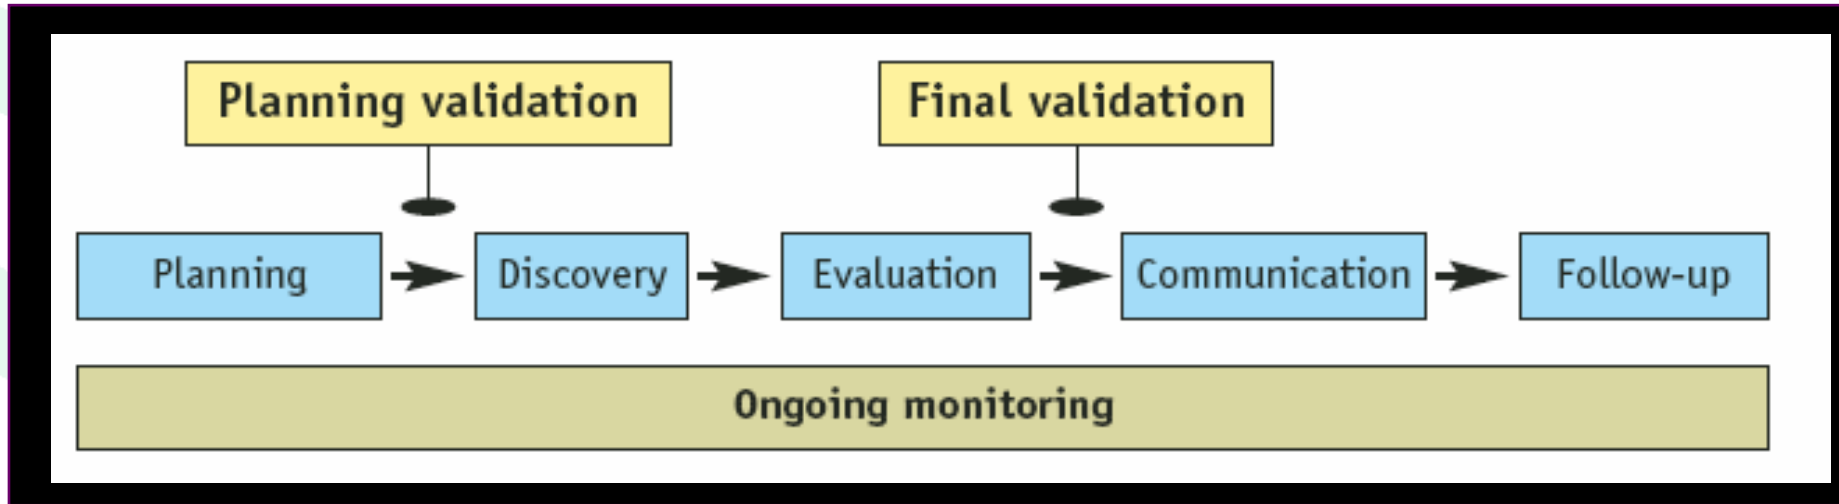 Planning validation
Final validation
Planning
Discovery
Evaluation
Communication
Follow-up
Ongoing monitoring